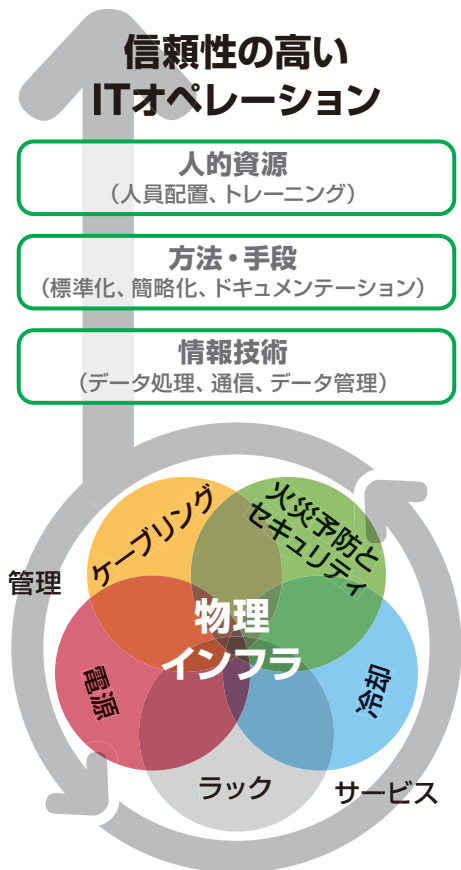 信頼性の高い
ITオペレーション
人的資源
（人員配置、トレーニング）
方法・手段
（標準化、簡略化、ドキュメンテーション）
情報技術
（データ処理、通信、データ管理）
ケーブリング
火災予防と
セキュリティ
管理
物理
インフラ
電源
冷却
ラック
サービス